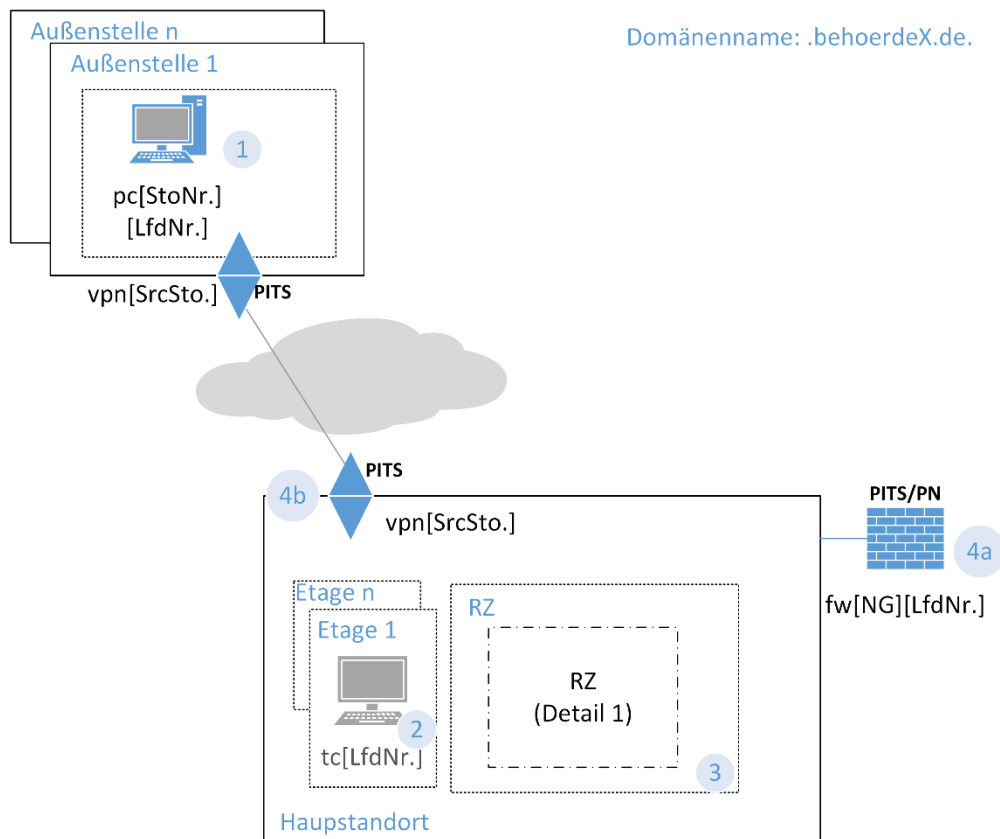 Außenstelle n
Domänenname: .behoerdeX.de.
Außenstelle 1
1
pc[StoNr.]
[LfdNr.]
vpn[SrcSto.]
PITS
PITS
4b
vpn[SrcSto.]
PITS/PN
4a
fw[NG][LfdNr.]
Etage n
Etage 1
2
tc[LfdNr.]
RZ
RZ
(Detail 1)
3
Haupstandort